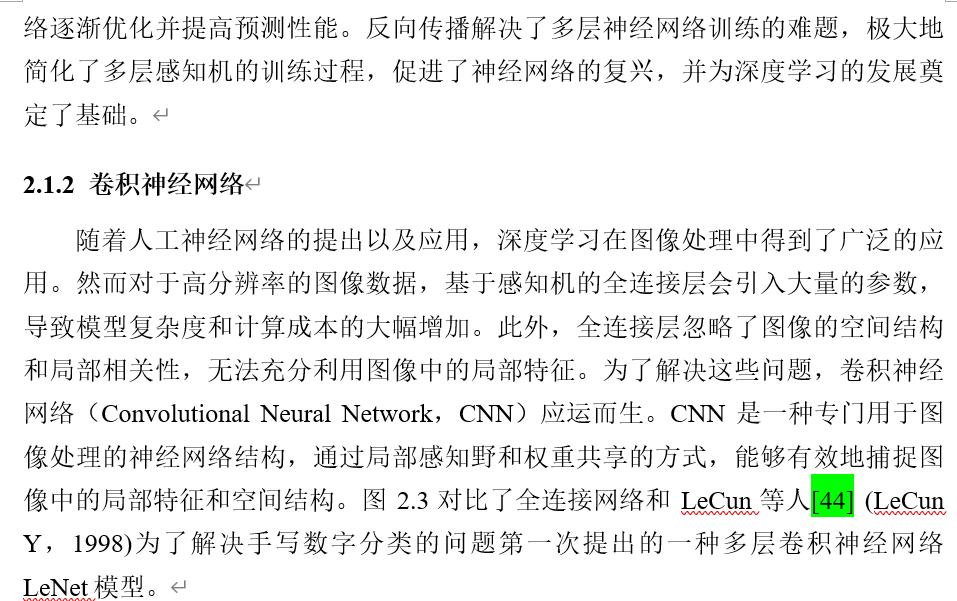 络逐渐优化并提高预测性能。反向传播解决了多层神经网络训练的难题，极大地
简化了多层感知机的训练过程，促进了神经网络的复兴，并为深度学习的发展奠
定了基础。
2.1.2 卷积神经网络
随着人工神经网络的提出以及应用，深度学习在图像处理中得到了广泛的应
用。然而对于高分辨率的图像数据，基于感知机的全连接层会引入大量的参数，
导致模型复杂度和计算成本的大幅增加。此外，全连接层忽略了图像的空间结构
和局部相关性，无法充分利用图像中的局部特征。为了解决这些问题，卷积神经
网络（Convolutional Neural Network，CNN）应运而生。CNN 是一种专门用于图
像处理的神经网络结构，通过局部感知野和权重共享的方式，能够有效地捕捉图
像中的局部特征和空间结构。图 2.3 对比了全连接网络和 LeCun 等人[44] (LeCun
Y，1998)为了解决手写数字分类的问题第一次提出的一种多层卷积神经网络
LeNet 模型。